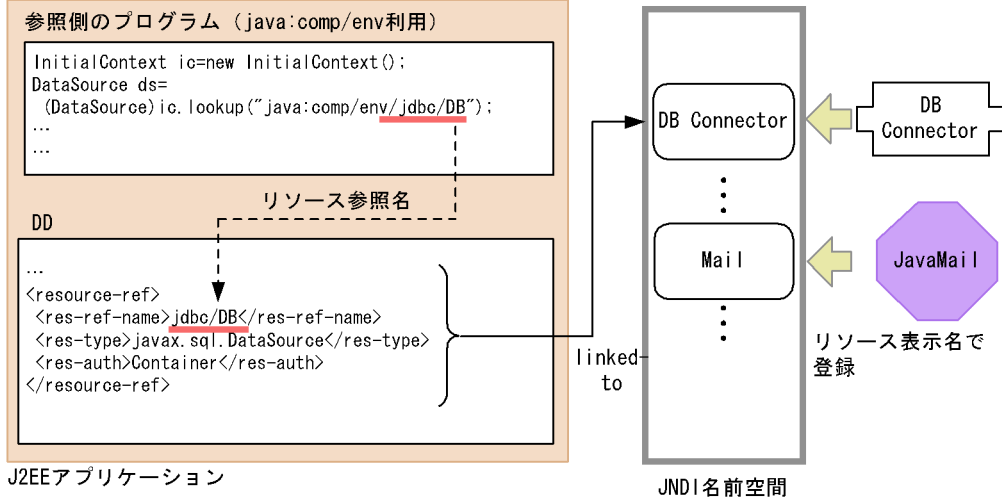 参照側のプログラム（java:comp/env利用）
InitialContext ic=new InitialContext();
DataSource ds=
(DataSource)ic.lookup("java:comp/env/jdbc/DB");
...
...
リソース参照名
DD
...
<resource-ref>
<res-ref-name>jdbc/DB</res-ref-name>
<res-type>javax.sql.DataSource</res-type>
<res-auth>Container</res-auth>
</resource-ref>
J2EEアプリケーション
linked
to
DB Connector
Mail
JNDI名前空間
DB
Connector
JavaMail
リソース表示名で
登録